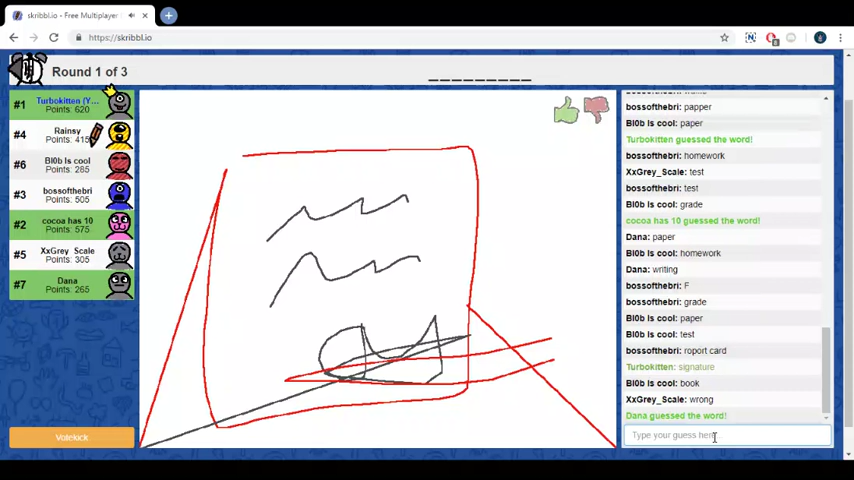 skribbl.io - Free Multiplayer
https://skribbl.io
Round 1 of 3
_________
#1
Turbokitten (Y...
Points: 620
#4
Rainsy
Points: 415
#6
Bl0b Is cool
Points: 285
#3
bossofthebri
Points: 505
#2
cocoa has 10
Points: 575
#5
XxGrey_Scale
Points: 305
#7
Dana
Points: 265
Votekick
bossofthebri: papper
Bl0b Is cool: paper
Turbokitten guessed the word!
bossofthebri: homework
XxGrey_Scale: test
bossofthebri: test
bossofthebri: grade
cocoa has 10 guessed the word!
Dana: paper
Bl0b Is cool: homework
Dana: writing
bossofthebri: F
bossofthebri: grade
Bl0b Is cool: paper
Bl0b Is cool: test
bossofthebri: roport card
Turbokitten: signature
Bl0b Is cool: book
XxGrey_Scale: wrong
Dana guessed the word!
Type your guess here...